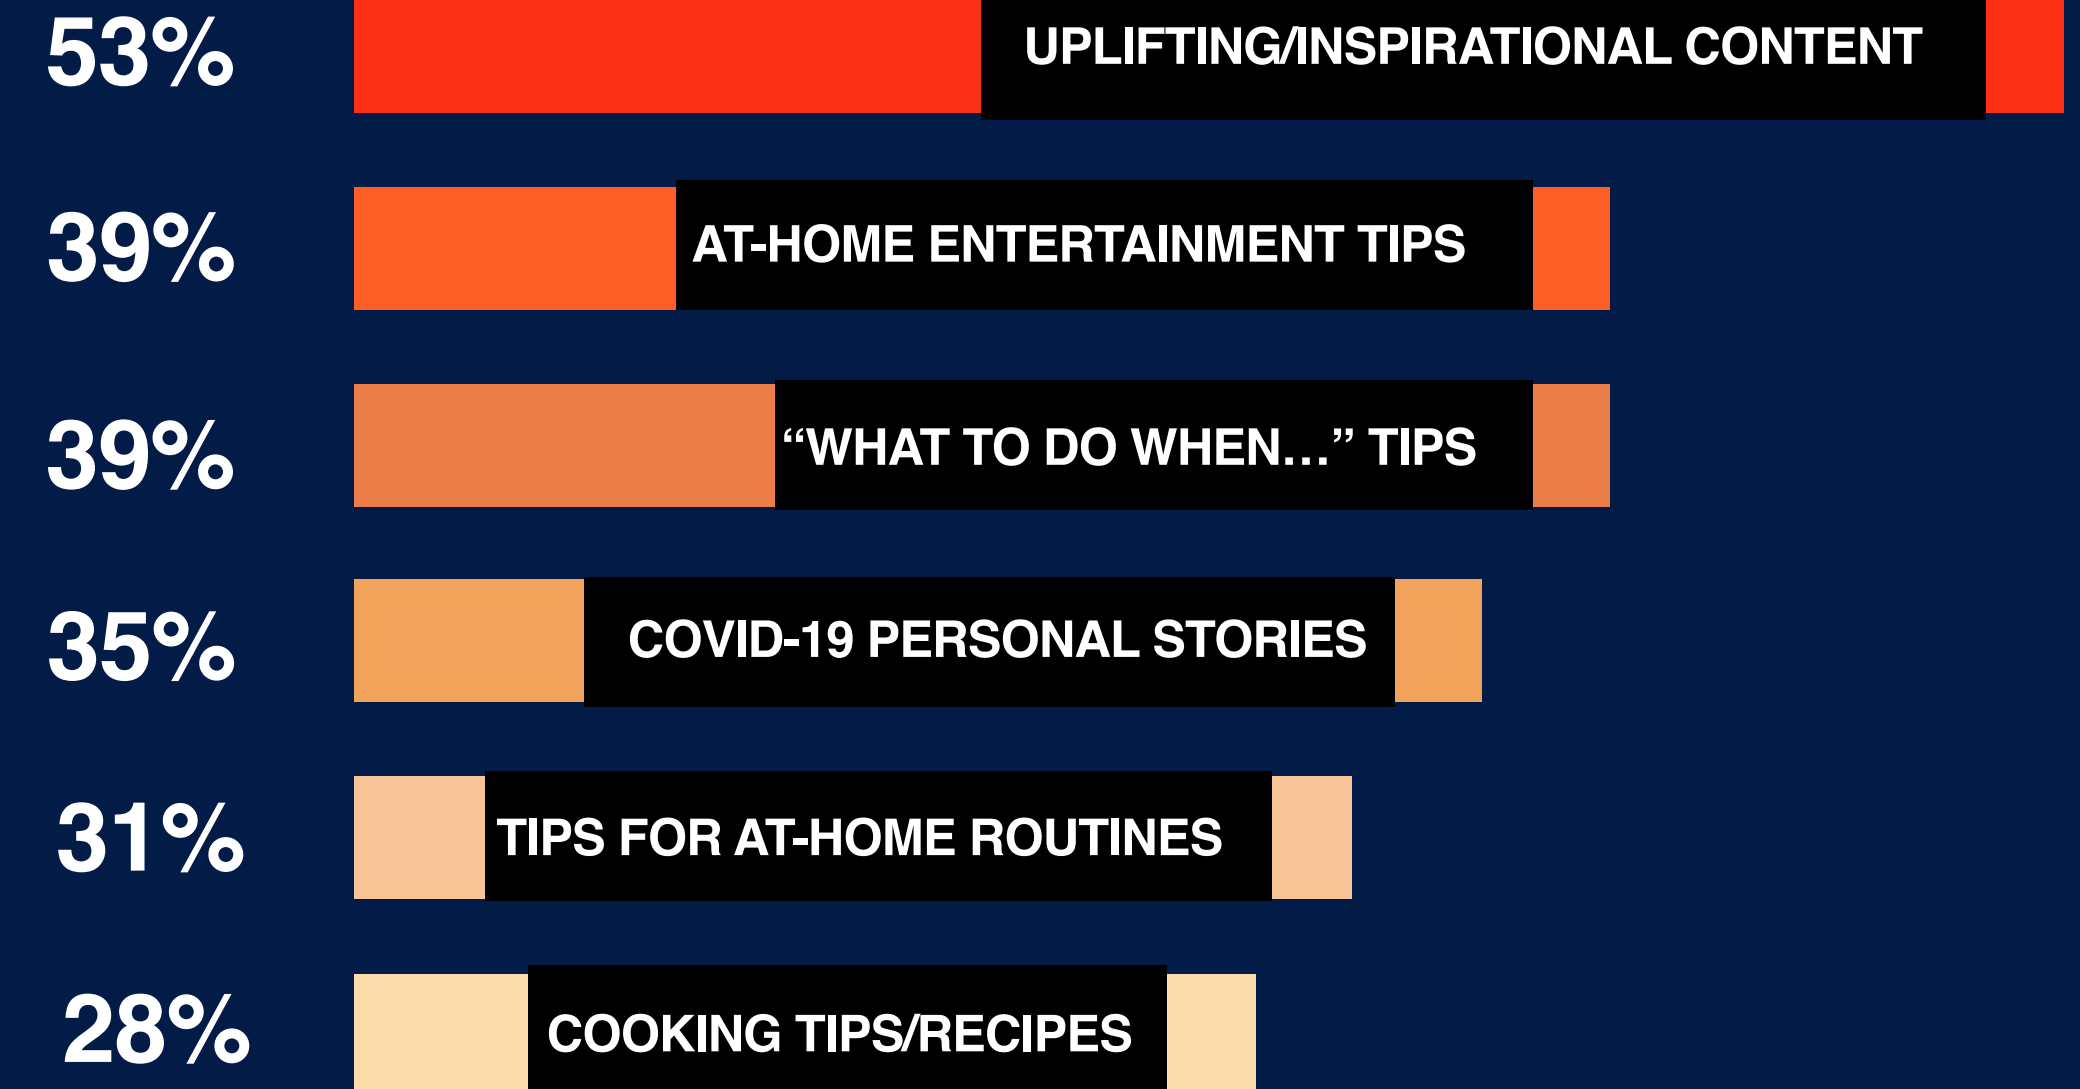 53% UPLIFTING/INSPIRATIONAL CONTENT
39% AT-HOME ENTERTAINMENT TIPS
39% “WHAT TO DO WHEN…” TIPS
35% COVID-19 PERSONAL STORIES
31% TIPS FOR AT-HOME ROUTINES
28% COOKING TIPS/RECIPES